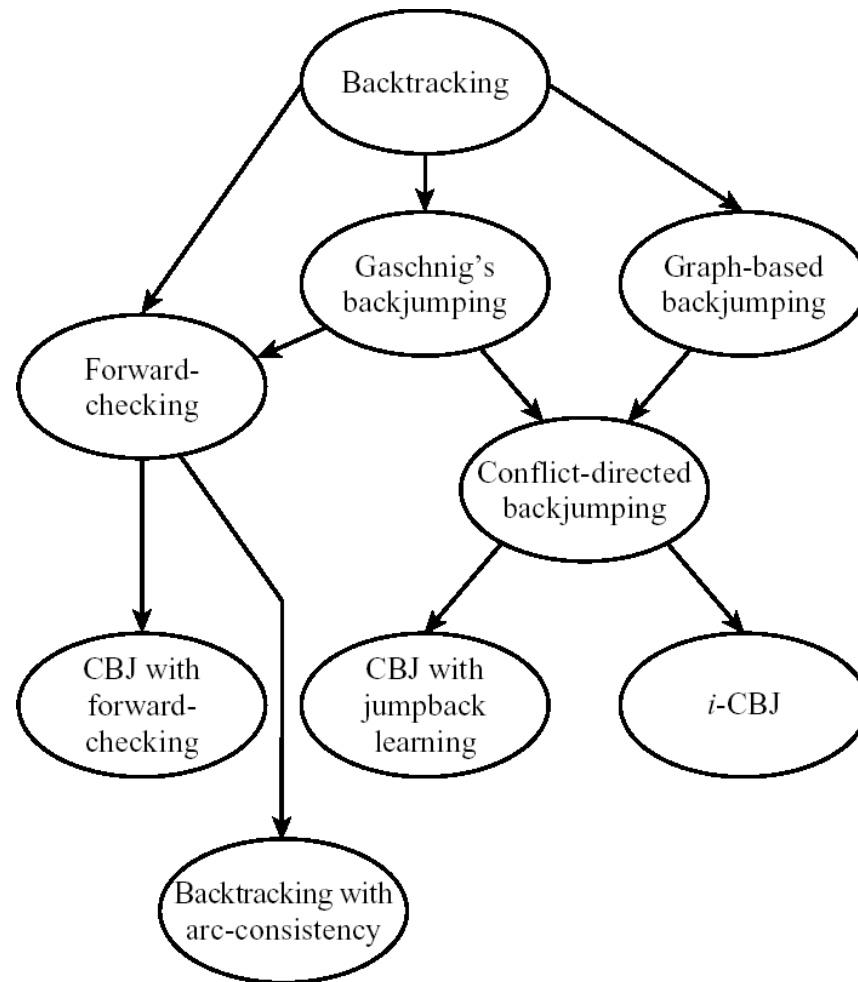 Backtracking
Gaschnig’s
backjumping
Graph-based
backjumping
Forward-
checking
Conflict-directed
backjumping
CBJ with
forward-
checking
CBJ with
jumpback
learning
i-CBJ
Backtracking with
arc-consistency